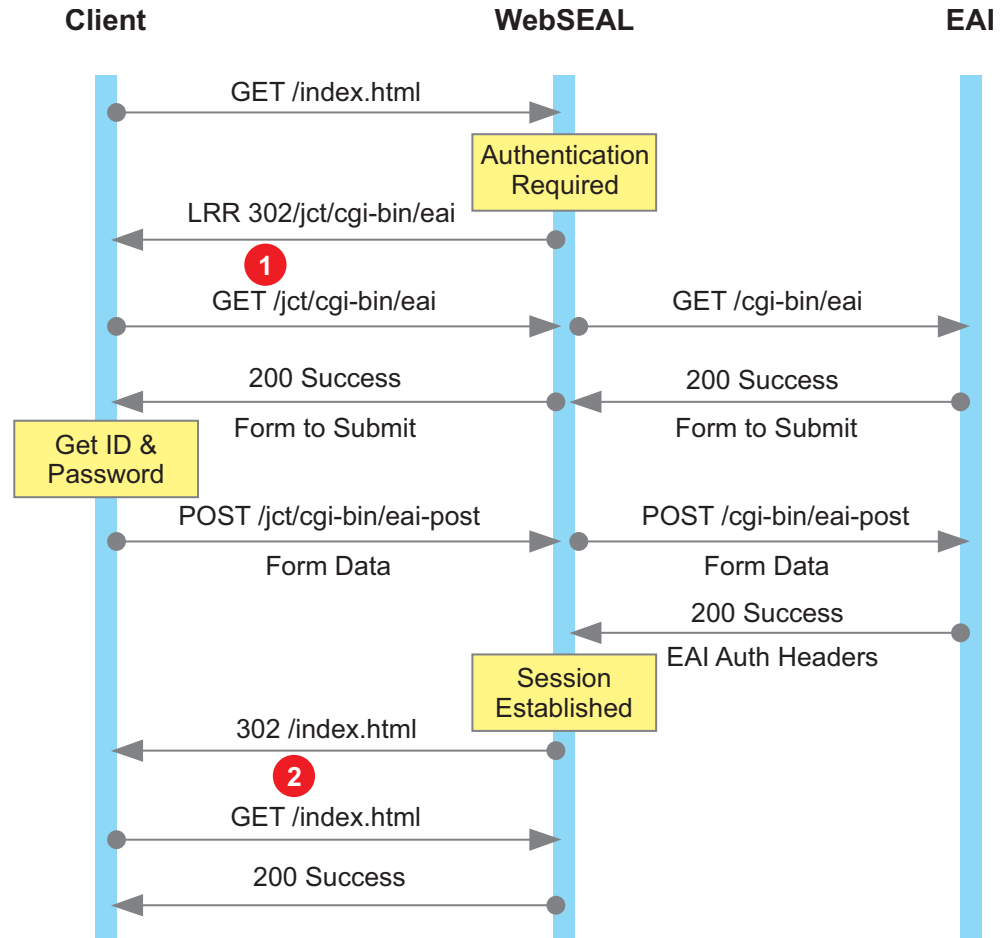 Client WebSEAL EAI
GET /index.html
Authentication
Required
LRR 302/jct/cgi-bin/eai
1
GET /jct/cgi-bin/eai GET /cgi-bin/eai
200 Success 200 Success
Form to Submit Form to Submit
Get ID &
Password
POST /jct/cgi-bin/eai-post POST /cgi-bin/eai-post
Form Data Form Data
200 Success
EAI Auth Headers
Session
Established
302 /index.html
2
GET /index.html
200 Success